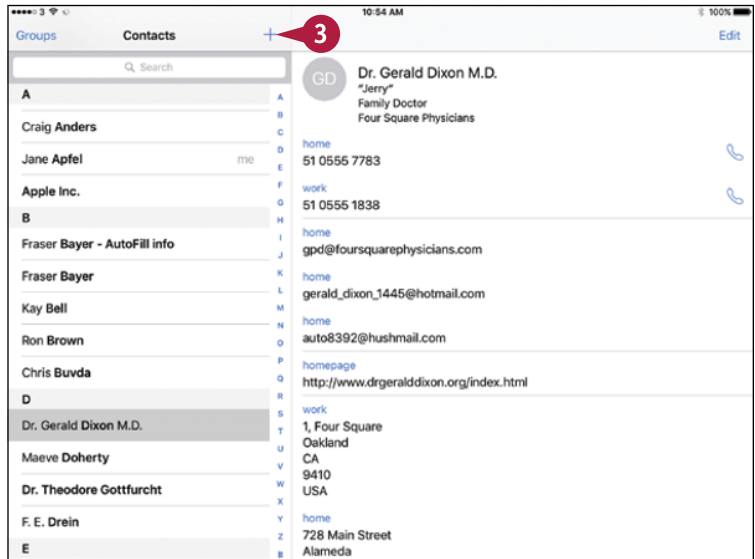 3
10:54 AM
100%
Groups
Contacts
+
3
Edit
Search
A
Craig Anders
Jane Apfel
me
Apple Inc.
B
Fraser Bayer - AutoFill info
Fraser Bayer
Kay Bell
Ron Brown
Chris Buvda
D
Dr. Gerald Dixon M.D.
Maeve Doherty
Dr. Theodore Gottfurcht
F. E. Drein
E
A
B
C
D
E
F
G
H
I
J
K
L
M
N
O
P
Q
R
S
T
U
V
W
X
Y
Z
#
GD
Dr. Gerald Dixon M.D.
"Jerry"
Family Doctor
Four Square Physicians
home
51 0555 7783
work
51 0555 1838
home
gpd@foursquarephysicians.com
home
gerald_dixon_1445@hotmail.com
home
auto8392@hushmail.com
homepage
http://www.drgeralddixon.org/index.html
work
1, Four Square
Oakland
CA
9410
USA
home
728 Main Street
Alameda